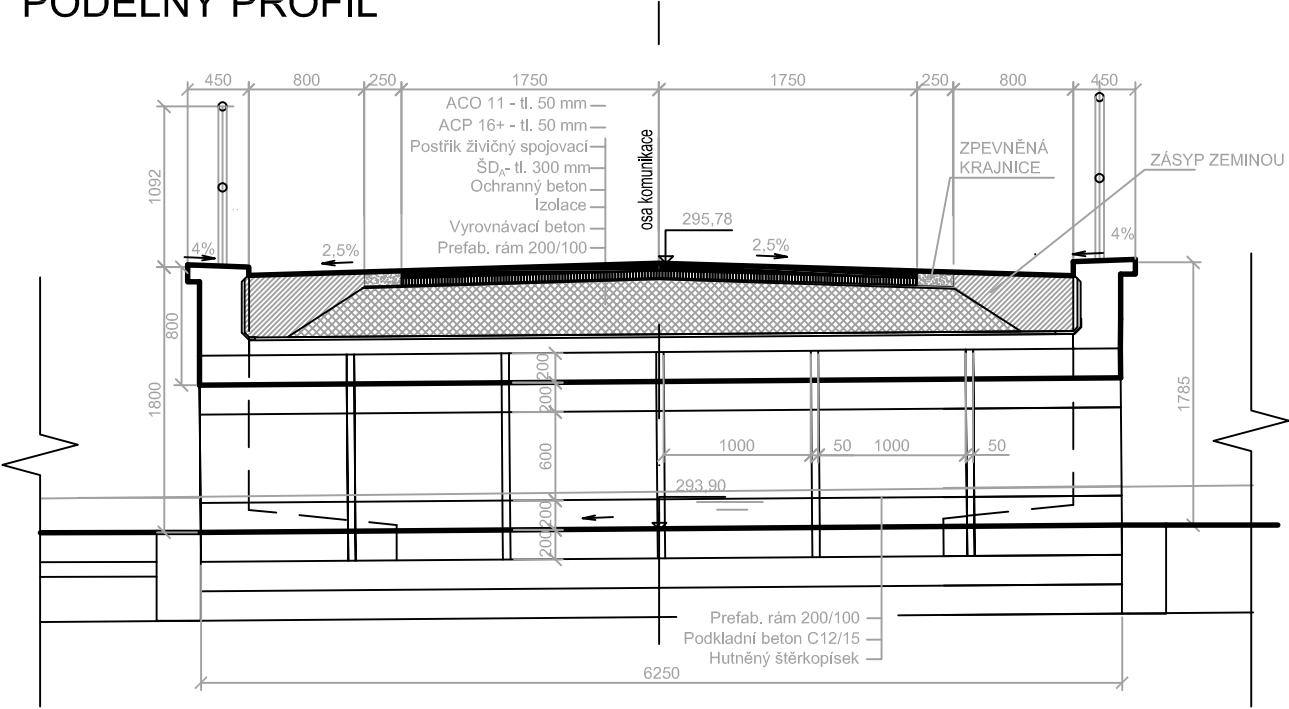 PODÉLNÝ PROFIL
450 800 250 1750 1750 250 800 450
ACO 11 - tl. 50 mm
ACP 16+ - tl. 50 mm
Postřik živičný spojovací
ŠDA- tl. 300 mm
Ochranný beton
Izolace
Vyrovnávací beton
Prefab. rám 200/100
osa komunikace
ZPEVNĚNÁ
KRAJNICE
ZÁSYP ZEMINOU
1092
295,78
4%
2,5%
2,5%
4%
800
1800
1785
200
200
600
200
200
1000 50 1000 50
293,90
Prefab. rám 200/100
Podkladní beton C12/15
Hutněný štěrkopísek
6250